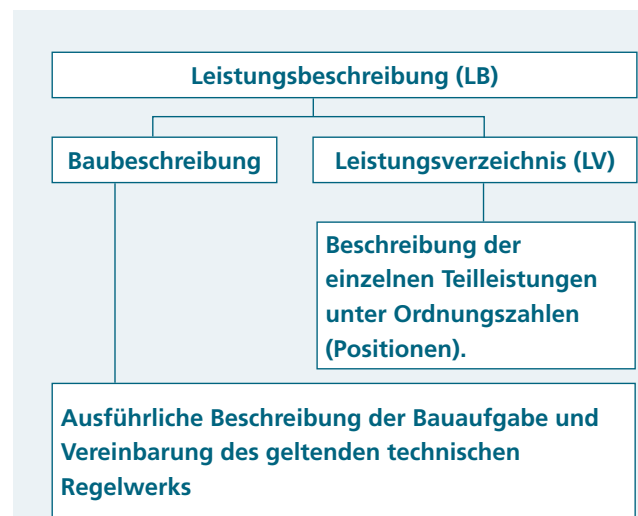 Leistungsbeschreibung (LB)
Baubeschreibung
Leistungsverzeichnis (LV)
Beschreibung der
einzelnen Teilleistungen
unter Ordnungszahlen
(Positionen).
Ausführliche Beschreibung der Bauaufgabe und
Vereinbarung des geltenden technischen
Regelwerks